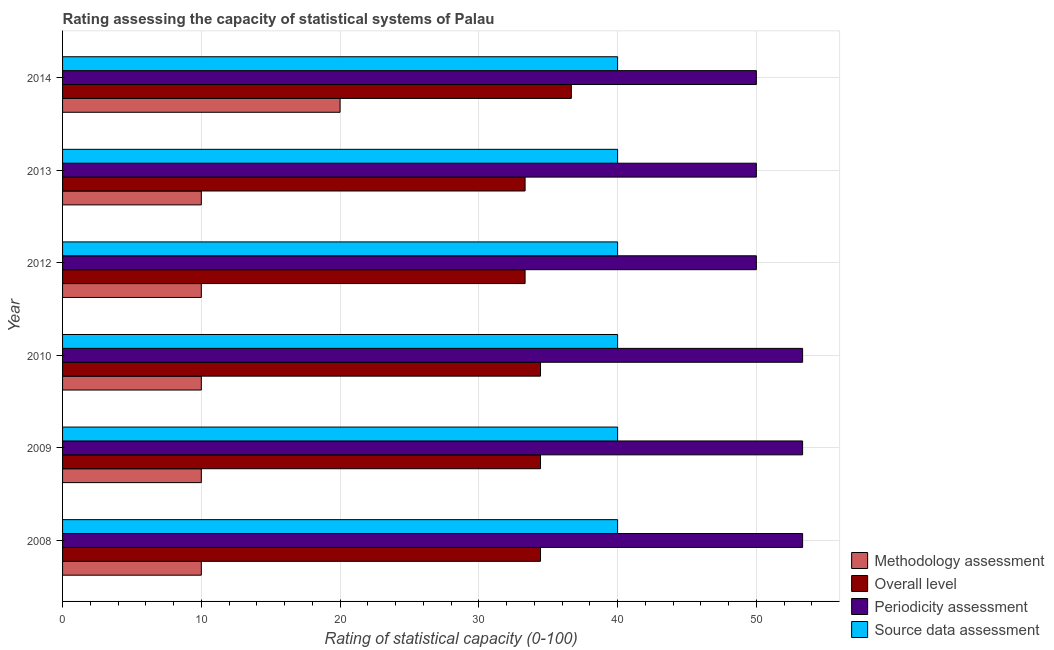 Rating assessing the capacity of statistical systems of Palau
2014
2013
2012
2010
2009
2008
Year
0
10
20
30
40
50
Rating of statistical capacity (0-100)
Methodology assessment
Overall level
Periodicity assessment
Source data assessment